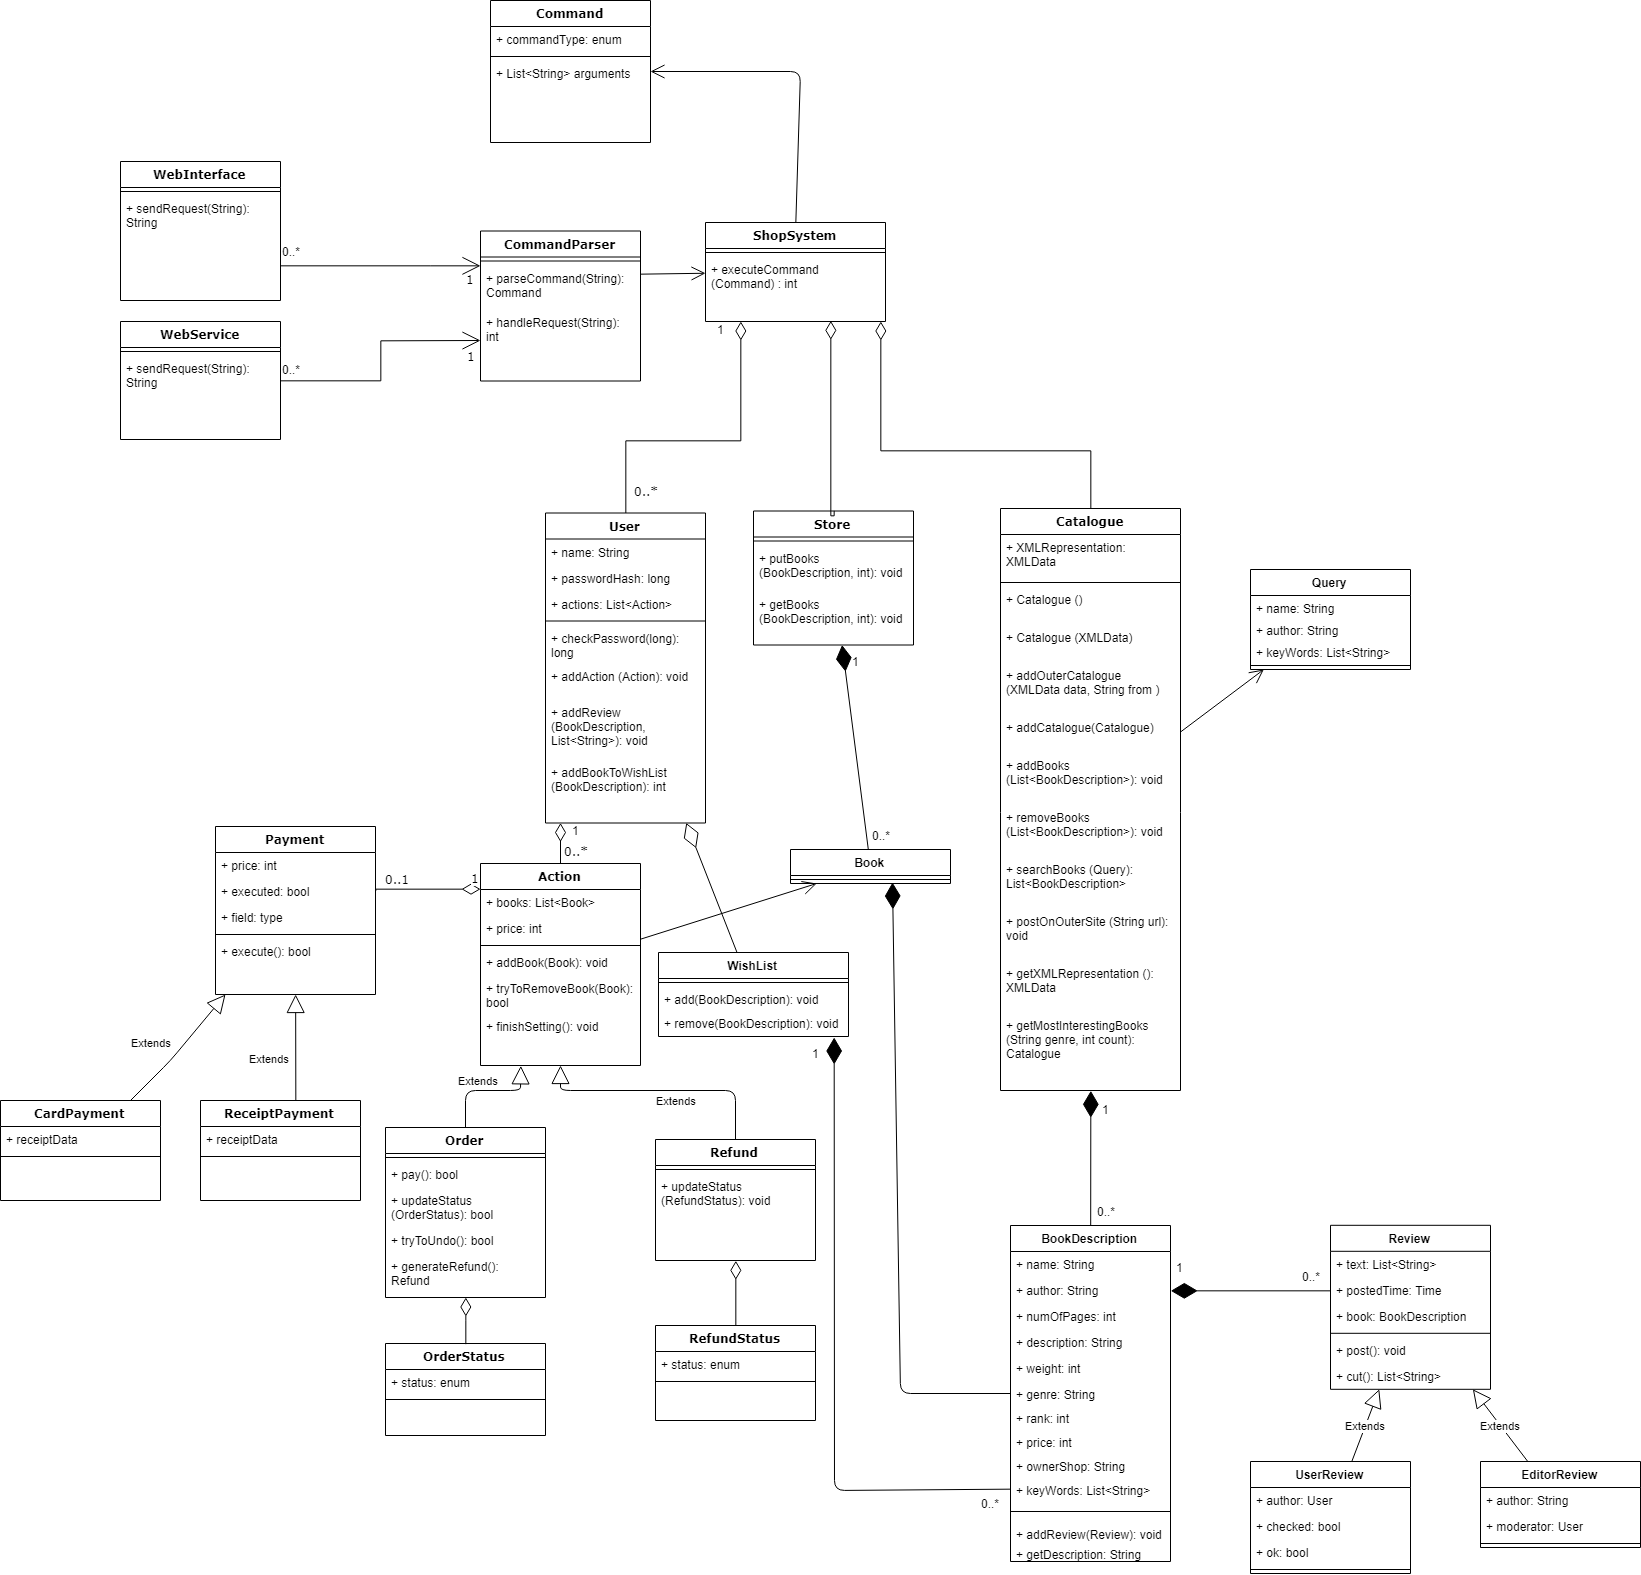 Command
+ commandType: enum
+ List<String> arguments
WebInterface
+ sendRequest(String):
String
0..*
1
WebService
+ sendRequest(String):
String
0..*
1
CommandParser
+ parseCommand(String):
Command
+ handleRequest(String):
int
ShopSystem
+ executeCommand
(Command) : int
1
0..*
User
+ name: String
+ passwordHash: long
+ actions: List<Action>
+ checkPassword(long):
long
+ addAction (Action): void
+ addReview
(BookDescription,
List<String>): void
+ addBookToWishList
(BookDescription): int
1
0..*
Store
+ putBooks
(BookDescription, int): void
+ getBooks
(BookDescription, int): void
1
0..*
Catalogue
+ XMLRepresentation:
XMLData
+ Catalogue ()
+ Catalogue (XMLData)
+ addOuterCatalogue
(XMLData data, String from )
+ addCatalogue(Catalogue)
+ addBooks
(List<BookDescription>): void
+ removeBooks
(List<BookDescription>): void
+ searchBooks (Query):
List<BookDescription>
+ postOnOuterSite (String url):
void
+ getXMLRepresentation ():
XMLData
+ getMostInterestingBooks
(String genre, int count):
Catalogue
1
0..*
Query
+ name: String
+ author: String
+ keyWords: List<String>
Payment
+ price: int
+ executed: bool
+ field: type
+ execute(): bool
0..1
1
Action
+ books: List<Book>
+ price: int
+ addBook(Book): void
+ tryToRemoveBook(Book):
bool
+ finishSetting(): void
Book
WishList
+ add(BookDescription): void
+ remove(BookDescription): void
1
0..*
Extends
Extends
Extends
Extends
CardPayment
+ receiptData
ReceiptPayment
+ receiptData
Order
+ pay(): bool
+ updateStatus
(OrderStatus): bool
+ tryToUndo(): bool
+ generateRefund():
Refund
Refund
+ updateStatus
(RefundStatus): void
OrderStatus
+ status: enum
RefundStatus
+ status: enum
BookDescription
+ name: String
+ author: String
+ numOfPages: int
+ description: String
+ weight: int
+ genre: String
+ rank: int
+ price: int
+ ownerShop: String
+ keyWords: List<String>
+ addReview(Review): void
+ getDescription: String
1
0..*
Review
+ text: List<String>
+ postedTime: Time
+ book: BookDescription
+ post(): void
+ cut(): List<String>
Extends
Extends
UserReview
+ author: User
+ checked: bool
+ ok: bool
EditorReview
+ author: String
+ moderator: User